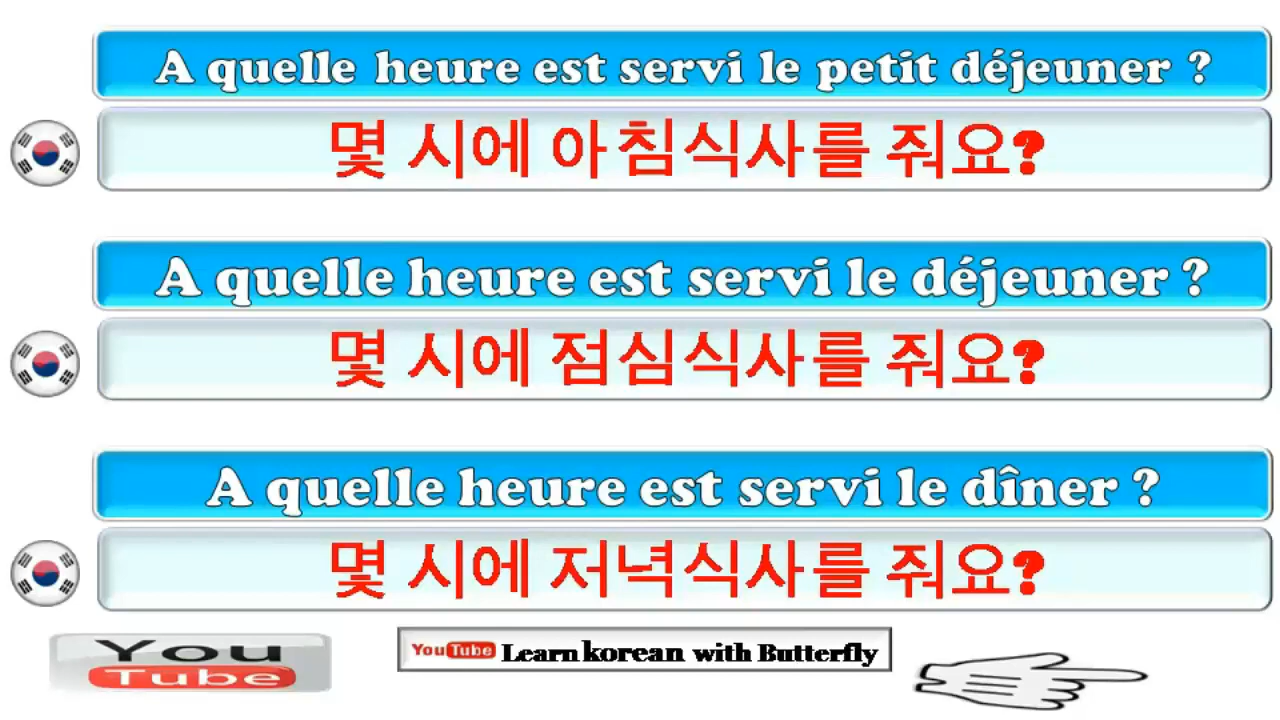 A quelle heure est servi le petit déjeuner ?
몇 시에 아침식사를 줘요?
A quelle heure est servi le déjeuner ?
몇 시에 점심식사를 줘요?
A quelle heure est servi le dîner ?
몇 시에 저녁식사를 줘요?
You
Tube
YouTube Learn korean with Butterfly